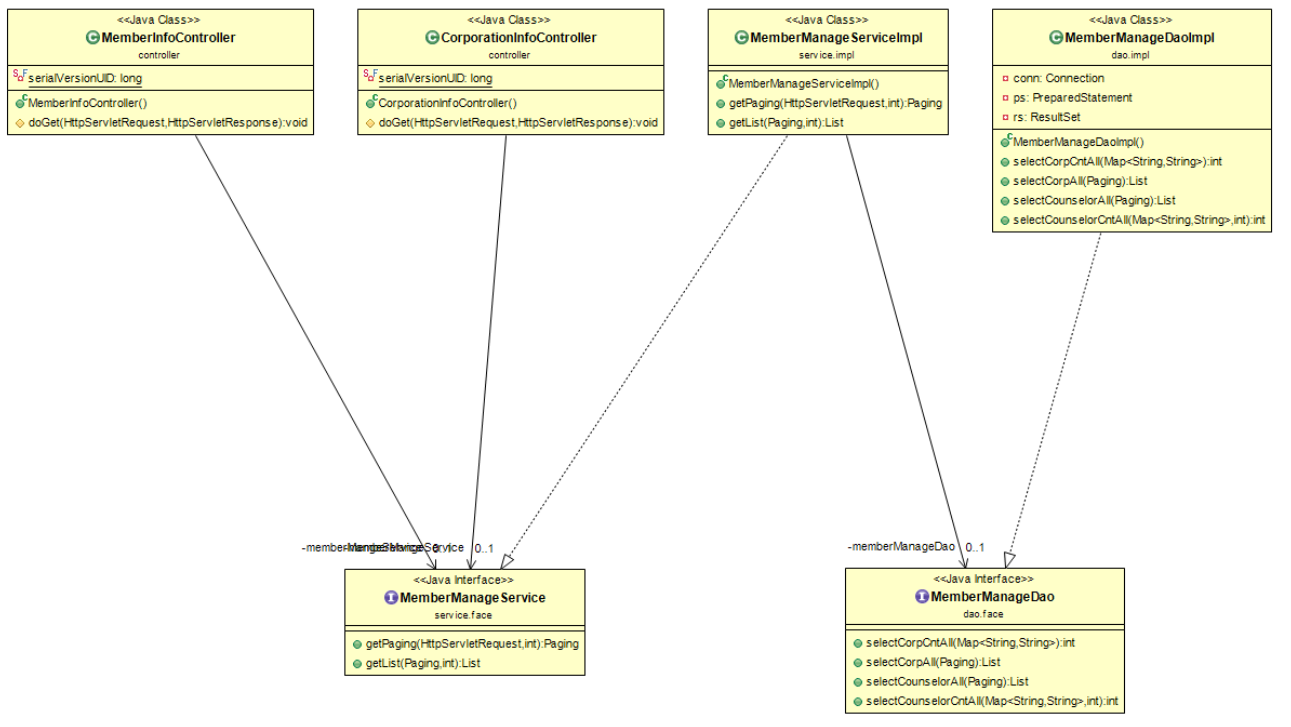 <<Java Class>>
MemberInfoController
controller
serialVersionUID: long
MemberInfoController()
doGet(HttpServletRequest,HttpServletResponse):void
<<Java Class>>
CorporationInfoController
controller
serialVersionUID: long
CorporationInfoController()
doGet(HttpServletRequest,HttpServletResponse):void
<<Java Class>>
MemberManageServiceImpl
service.impl
MemberManageServiceImpl()
getPaging(HttpServletRequest,int):Paging
getList(Paging,int):List
<<Java Class>>
MemberManageDaoImpl
dao.impl
conn: Connection
ps: PreparedStatement
rs: ResultSet
MemberManageDaoImpl()
selectCorpCntAll(Map<String,String>):int
selectCorpAll(Paging):List
selectCounselorAll(Paging):List
selectCounselorCntAll(Map<String,String>,int):int
0..1
-memberManageDao 0..1
<<Java Interface>>
MemberManageService
service.face
getPaging(HttpServletRequest,int):Paging
getList(Paging,int):List
<<Java Interface>>
MemberManageDao
dao.face
selectCorpCntAll(Map<String,String>):int
selectCorpAll(Paging):List
selectCounselorAll(Paging):List
selectCounselorCntAll(Map<String,String>,int):int